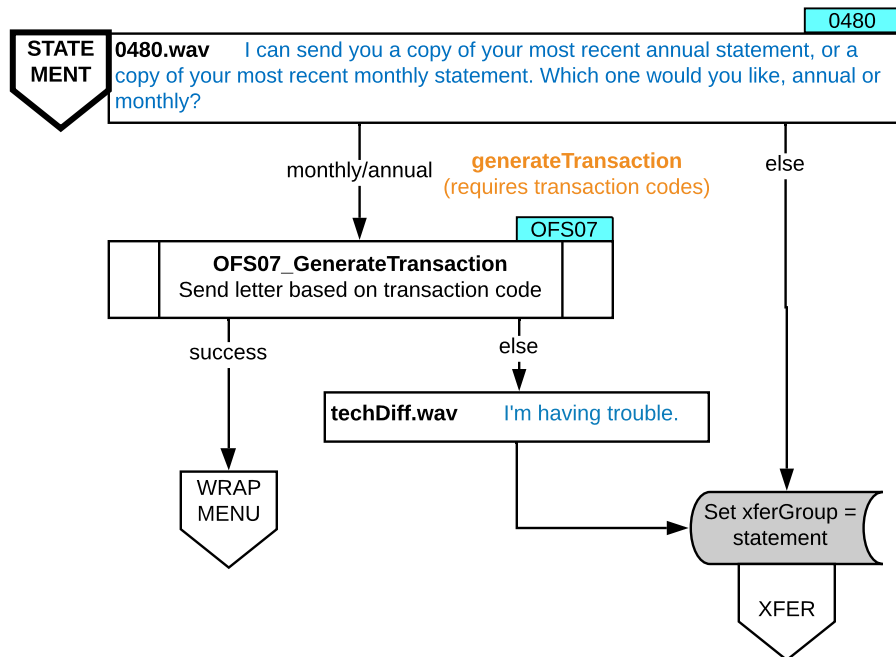 0480
STATE
MENT
0480.wav I can send you a copy of your most recent annual statement, or a
copy of your most recent monthly statement. Which one would you like, annual or
monthly?
monthly/annual
generateTransaction
(requires transaction codes)
else
OFS07
OFS07_GenerateTransaction
Send letter based on transaction code
success
else
techDiff.wav I'm having trouble.
WRAP
MENU
Set xferGroup =
statement
XFER